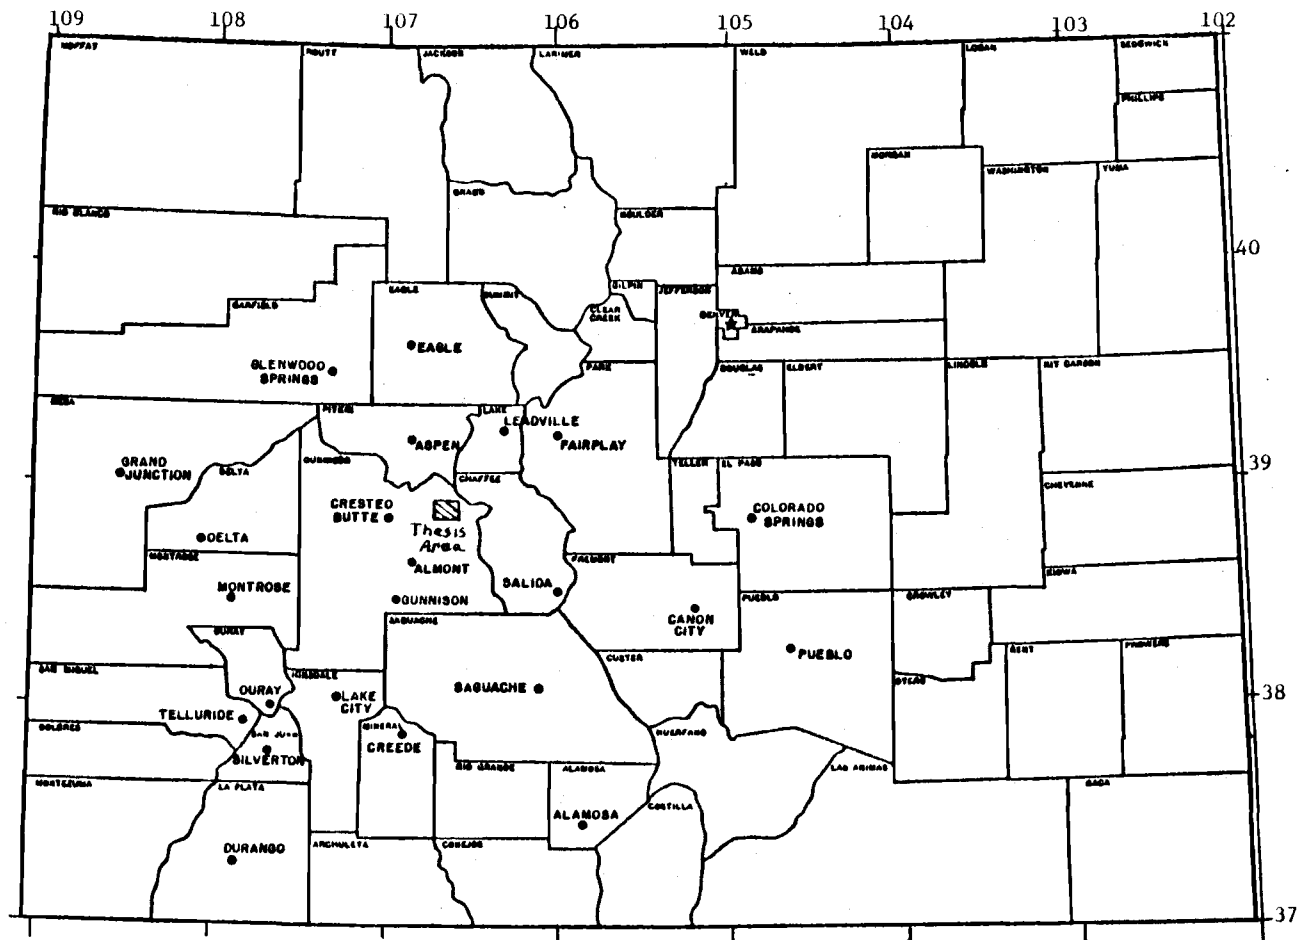 109 108 107 106 105 104 103 102
MOFFAT ROUTT JACKSON LARIMER WELD LOGAN SEDGWICK
PHILLIPS
MORGAN
WASHINGTON YUMA
GRAND
RIO BLANCO BOULDER
40
ADAMS
EAGLE SUMMIT GILPIN JEFFERSON
GARFIELD CLEAR
CREEK
DENVER
ARAPAHOE
EAGLE
GLENWOOD
SPRINGS
PARK DOUGLAS ELBERT LINCOLN KIT CARSON
MESA PITKIN LAKE
LEADVILLE
ASPEN FAIRPLAY
GRAND
JUNCTION
DELTA GUNNISON CHAFFEE TELLER EL PASO
39
CHEYENNE
CRESTED
BUTTE
COLORADO
SPRINGS
Thesis
Area
DELTA
MONTROSE
ALMONT
FREMONT
KIOWA
MONTROSE SALIDA
GUNNISON PUEBLO CROWLEY
SAGUACHE
CANON
CITY
OURAY
PUEBLO
BENT PROWERS
SAN MIGUEL HINSDALE CUSTER
OTERO
OURAY LAKE
CITY
SAGUACHE
38
TELLURIDE
DOLORES SAN JUAN MINERAL HUERFANO
CREEDE
SILVERTON
RIO GRANDE ALAMOSA LAS ANIMAS
MONTEZUMA LA PLATA BACA
COSTILLA
ALAMOSA
DURANGO ARCHULETA CONEJOS
37